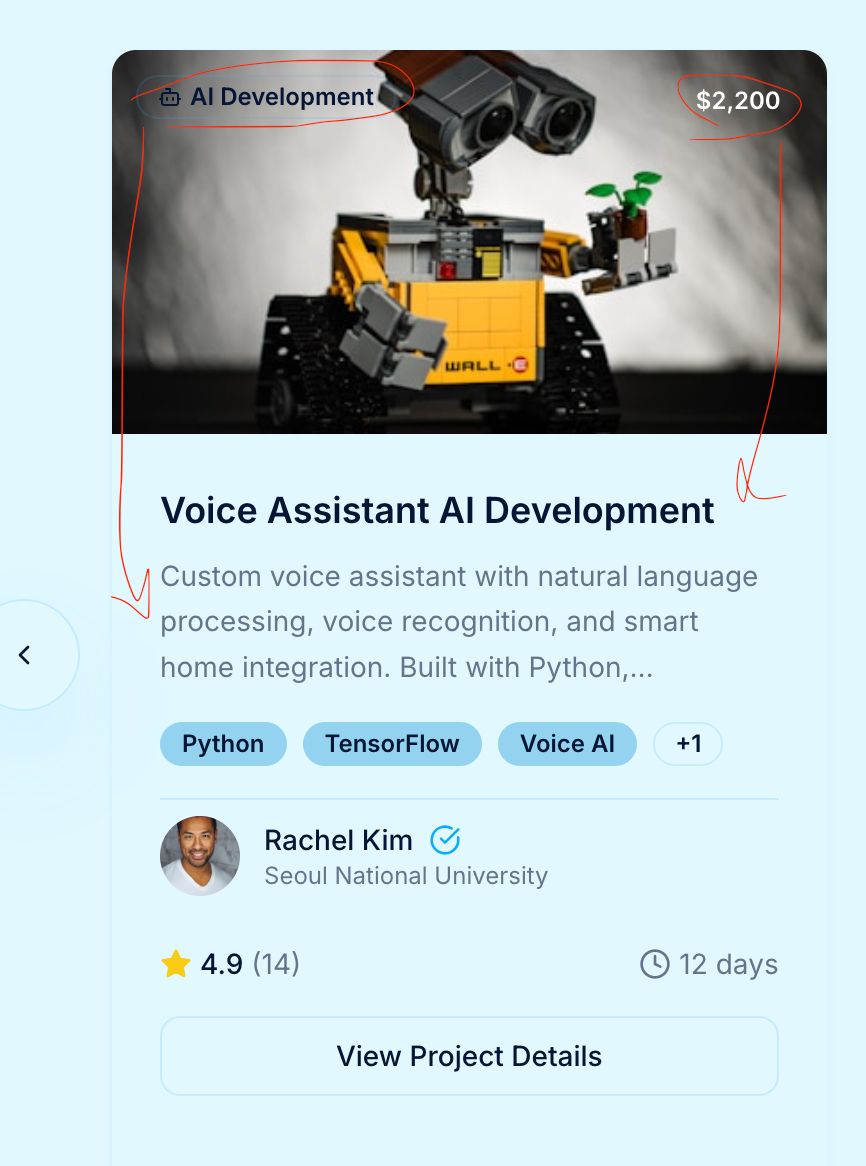 AI Development
$2,200
WALL·E
Voice Assistant AI Development
Custom voice assistant with natural language
processing, voice recognition, and smart
home integration. Built with Python,...
Python TensorFlow Voice AI +1
Rachel Kim
Seoul National University
4.9 (14) 12 days
View Project Details